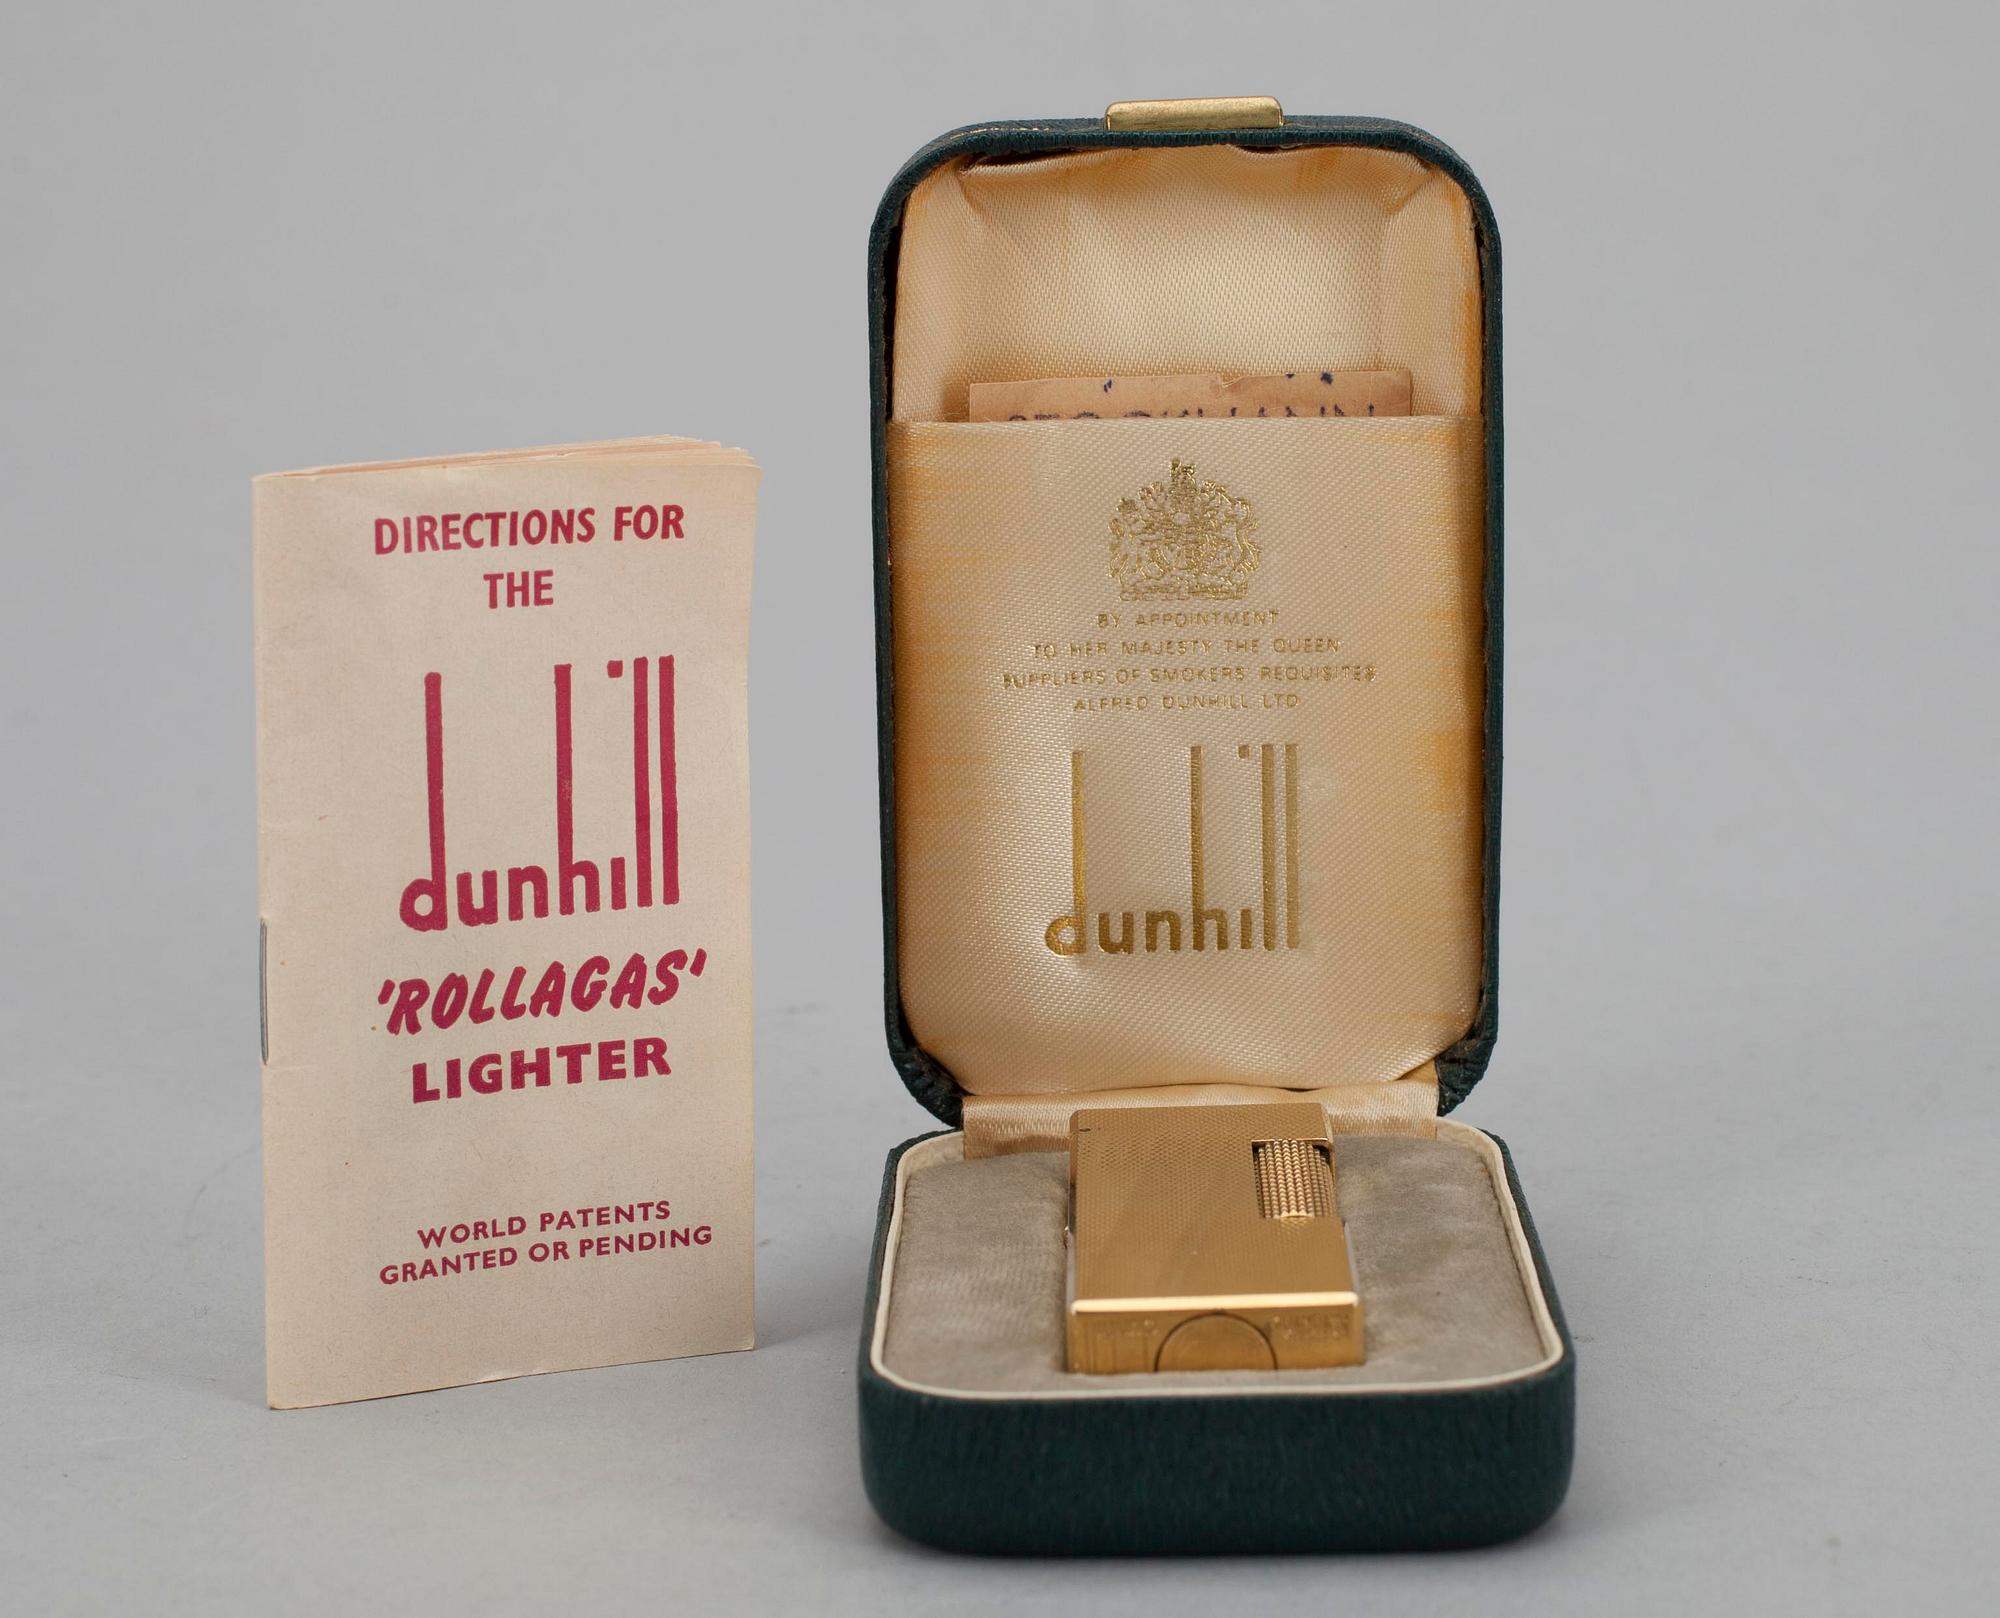 DIRECTIONS FOR
THE
dunhill
'ROLLAGAS'
LIGHTER
WORLD PATENTS
GRANTED OR PENDING
BY APPOINTMENT
TO HER MAJESTY THE QUEEN
SUPPLIERS OF SMOKERS' REQUISITES
ALFRED DUNHILL LTD
dunhill